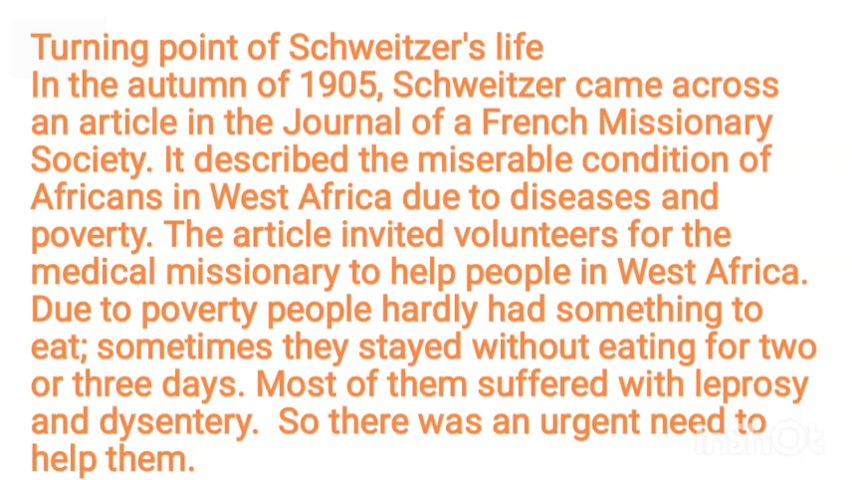 Turning point of Schweitzer's life
In the autumn of 1905, Schweitzer came across
an article in the Journal of a French Missionary
Society. It described the miserable condition of
Africans in West Africa due to diseases and
poverty. The article invited volunteers for the
medical missionary to help people in West Africa.
Due to poverty people hardly had something to
eat; sometimes they stayed without eating for two
or three days. Most of them suffered with leprosy
and dysentery.  So there was an urgent need to
help them.
InShOt